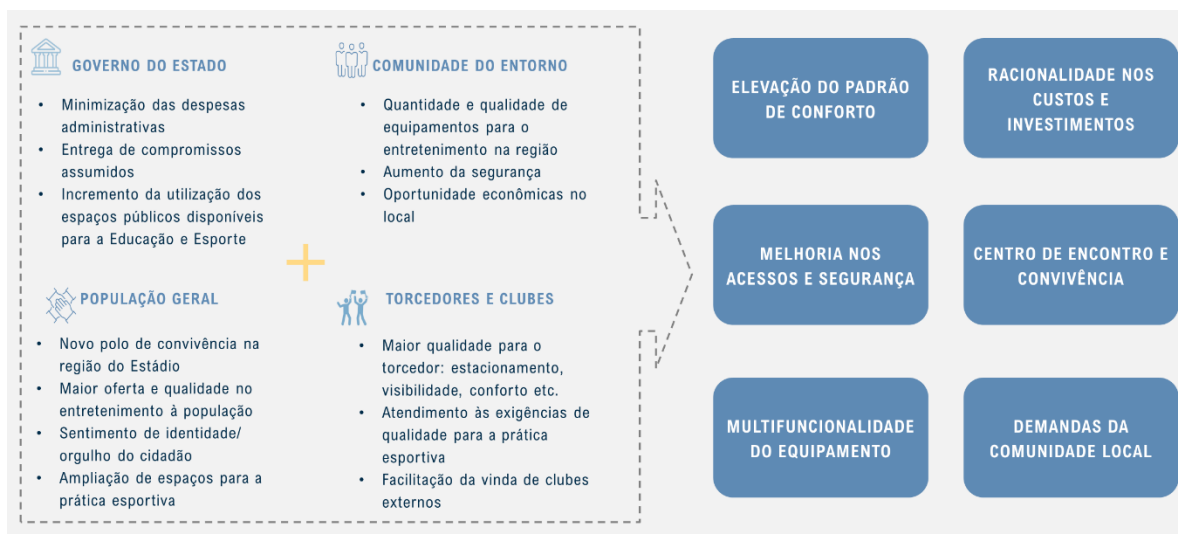 GOVERNO DO ESTADO
• Minimização das despesas
administrativas
• Entrega de compromissos
assumidos
• Incremento da utilização dos
espaços públicos disponíveis
para a Educação e Esporte
COMUNIDADE DO ENTORNO
• Quantidade e qualidade de
equipamentos para o
entretenimento na região
• Aumento da segurança
• Oportunidade econômicas no
local
POPULAÇÃO GERAL
• Novo polo de convivência na
região do Estádio
• Maior oferta e qualidade no
entretenimento à população
• Sentimento de identidade/
orgulho do cidadão
• Ampliação de espaços para a
prática esportiva
TORCEDORES E CLUBES
• Maior qualidade para o
torcedor: estacionamento,
visibilidade, conforto etc.
• Atendimento às exigências de
qualidade para a prática
esportiva
• Facilitação da vinda de clubes
externos
ELEVAÇÃO DO PADRÃO
DE CONFORTO
RACIONALIDADE NOS
CUSTOS E
INVESTIMENTOS
MELHORIA NOS
ACESSOS E SEGURANÇA
CENTRO DE ENCONTRO E
CONVIVÊNCIA
MULTIFUNCIONALIDADE
DO EQUIPAMENTO
DEMANDAS DA
COMUNIDADE LOCAL